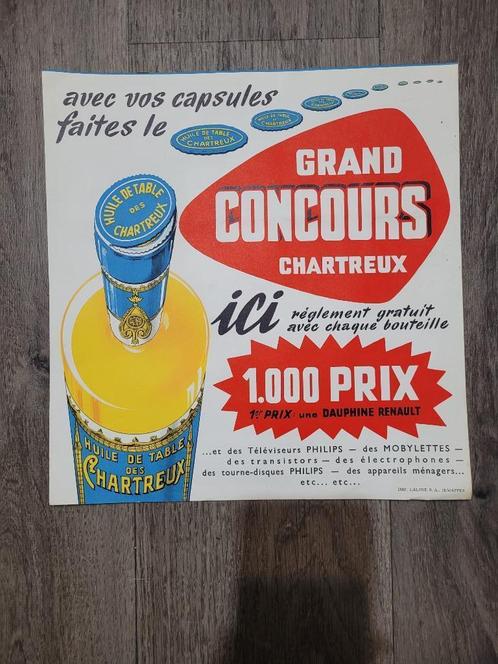 avec vos capsules
faites le
HUILE DE TABLE
DES
CHARTREUX
GRAND
CONCOURS
CHARTREUX
HUILE DE TABLE
DES
CHARTREUX
ici
règlement gratuit
avec chaque bouteille
1.000 PRIX
1er PRIX: une DAUPHINE RENAULT
...et des Téléviseurs PHILIPS — des MOBYLETTES —
des transistors — des électrophones —
des tourne-disques PHILIPS — des appareils ménagers...
etc... etc...
HUILE DE TABLE
DES
CHARTREUX